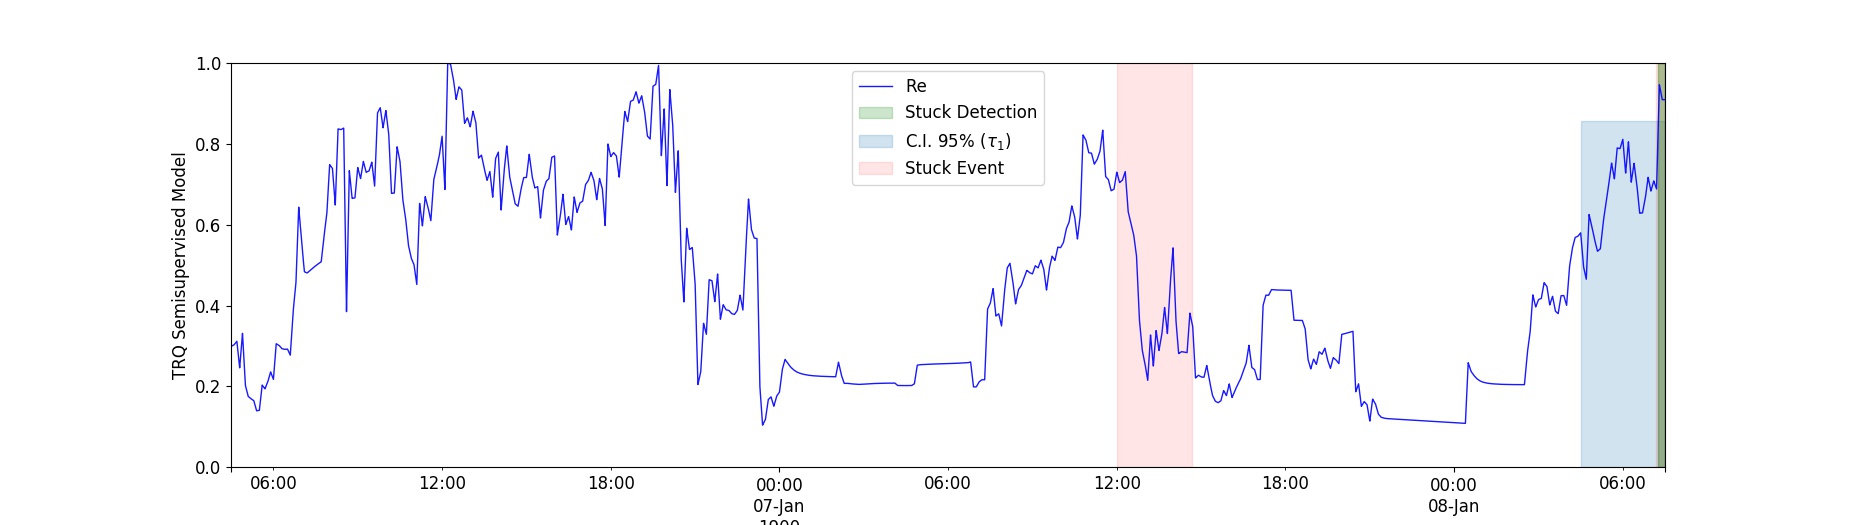 TRQ Semisupervised Model
1.0
0.8
0.6
0.4
0.2
0.0
Re
Stuck Detection
C.I. 95% (τ₁)
Stuck Event
06:00 12:00 18:00 00:00 06:00 12:00 18:00 00:00 06:00
07-Jan 08-Jan
1900